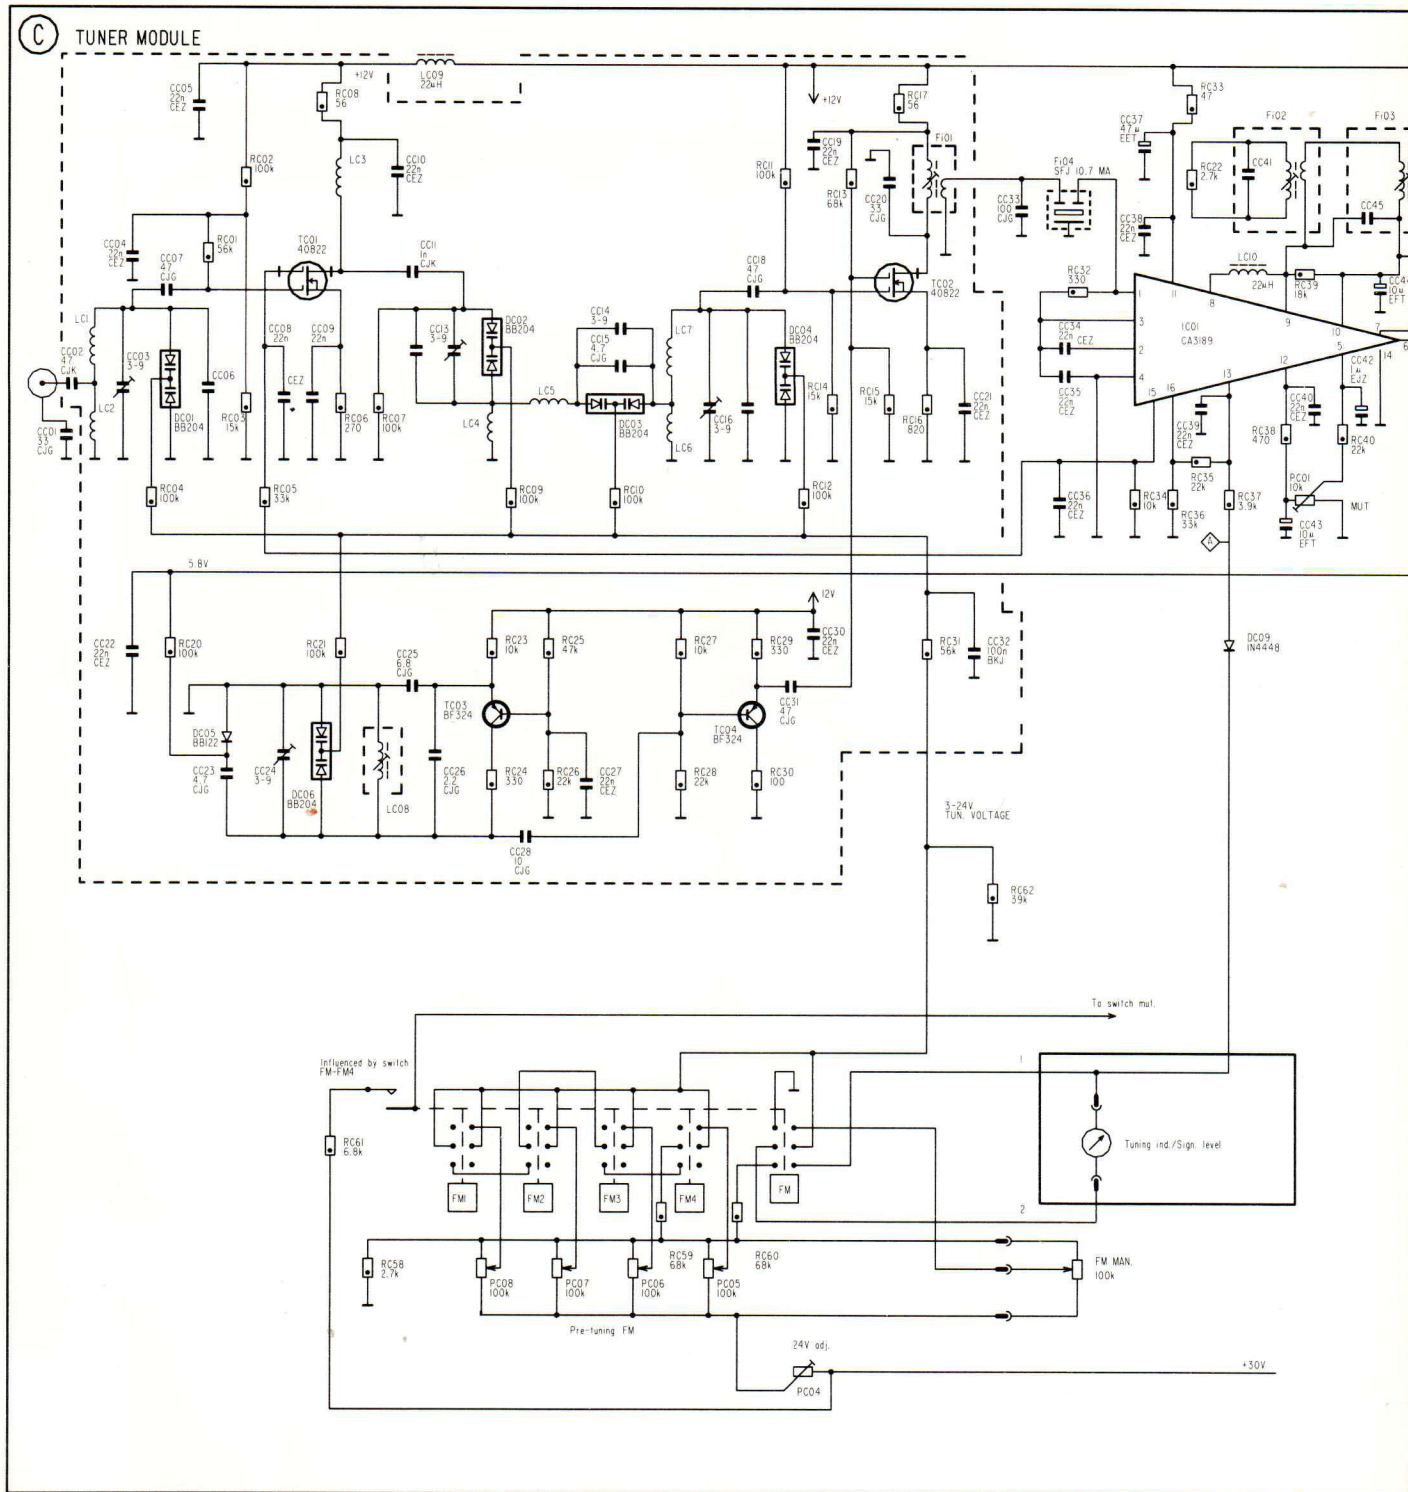 C TUNER MODULE
CC05
22n
CEZ
+12V
RC08
56
LC09
22µH
LC3
CC10
22n
CEZ
RC02
100k
CC04
22n
CEZ
RC01
56k
CC07
47
CJG
TC01
40822
CC11
1n
CJK
LC1
CC02
47
CJK
CC03
3-9
LC2
CC01
33
CJG
DC01
BB204
CC06
RC03
15k
CC08
22n
CEZ
CC09
22n
RC06
270
RC07
100k
CC13
3-9
DC02
BB204
LC4
LC5
CC14
3-9
CC15
4.7
CJG
DC03
BB204
LC7
LC6
CC16
3-9
CC18
47
CJG
DC04
BB204
RC11
100k
+12V
CC19
22n
CEZ
RC13
68k
CC20
33
CJG
RC17
56
Fi01
TC02
40822
RC14
15k
RC15
15k
RC16
820
CC21
22n
CEZ
RC04
100k
RC05
33k
RC09
100k
RC10
100k
RC12
100k
CC33
100
CJG
Fi04
SFJ 10.7 MA
CC37
47µ
EET
RC33
47
CC38
22n
CEZ
RC22
2.7k
Fi02
CC41
Fi03
CC45
LC10
22µH
RC39
18k
CC44
10µ
EFT
RC32
330
CC34
22n
CEZ
CC35
22n
CEZ
1
3
2
4
11
8
9
10
7
6
5
14
12
13
16
15
IC01
CA3189
CC42
1µ
EJZ
CC39
22n
CEZ
CC40
22n
CEZ
RC38
470
RC40
22k
CC36
22n
CEZ
RC34
10k
RC35
22k
RC36
33k
RC37
3.9k
PC01
10k
MUT
CC43
10µ
EFT
A
5.8V
CC22
22n
CEZ
RC20
100k
RC21
100k
CC25
6.8
CJG
RC23
10k
RC25
47k
RC27
10k
RC29
330
12V
CC30
22n
CEZ
RC31
56k
CC32
100n
BKJ
DC09
1N4448
TC03
BF324
TC04
BF324
CC31
47
CJG
DC05
BB122
CC23
4.7
CJG
CC24
3-9
DC06
BB204
LC08
CC26
2.2
CJG
RC24
330
RC26
22k
CC27
22n
CEZ
RC28
22k
RC30
100
CC28
10
CJG
3-24V
TUN. VOLTAGE
RC62
39k
To switch mut.
Influenced by switch
FM-FM4
RC61
6.8k
FM1
FM2
FM3
FM4
FM
1
Tuning ind./Sign. level
2
RC58
2.7k
PC08
100k
PC07
100k
PC06
100k
RC59
68k
PC05
100k
RC60
68k
FM MAN.
100k
Pre-tuning FM
24V adj.
PC04
+30V